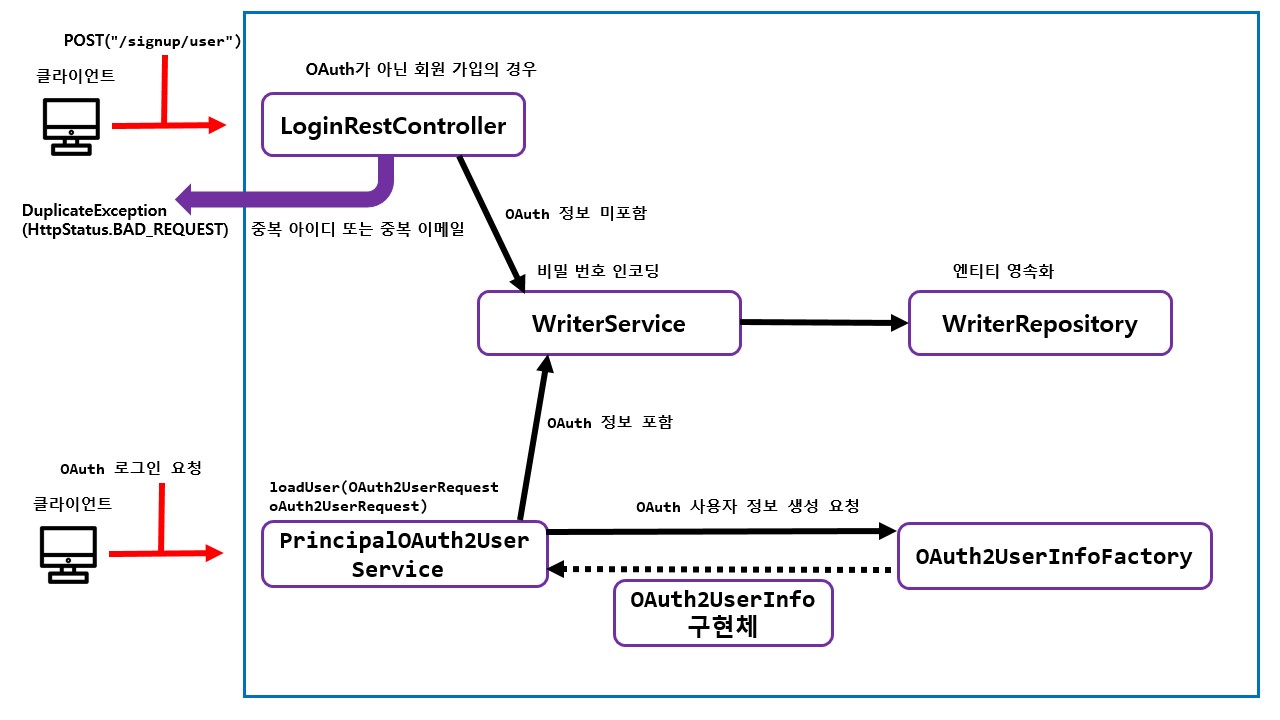 POST("/signup/user")
클라이언트
OAuth가 아닌 회원 가입의 경우
LoginRestController
DuplicateException
(HttpStatus.BAD_REQUEST)
중복 아이디 또는 중복 이메일
OAuth 정보 미포함
비밀 번호 인코딩
WriterService
엔티티 영속화
WriterRepository
OAuth 정보 포함
OAuth 로그인 요청
클라이언트
loadUser(OAuth2UserRequest
oAuth2UserRequest)
PrincipalOAuth2User
Service
OAuth 사용자 정보 생성 요청
OAuth2UserInfoFactory
OAuth2UserInfo
구현체